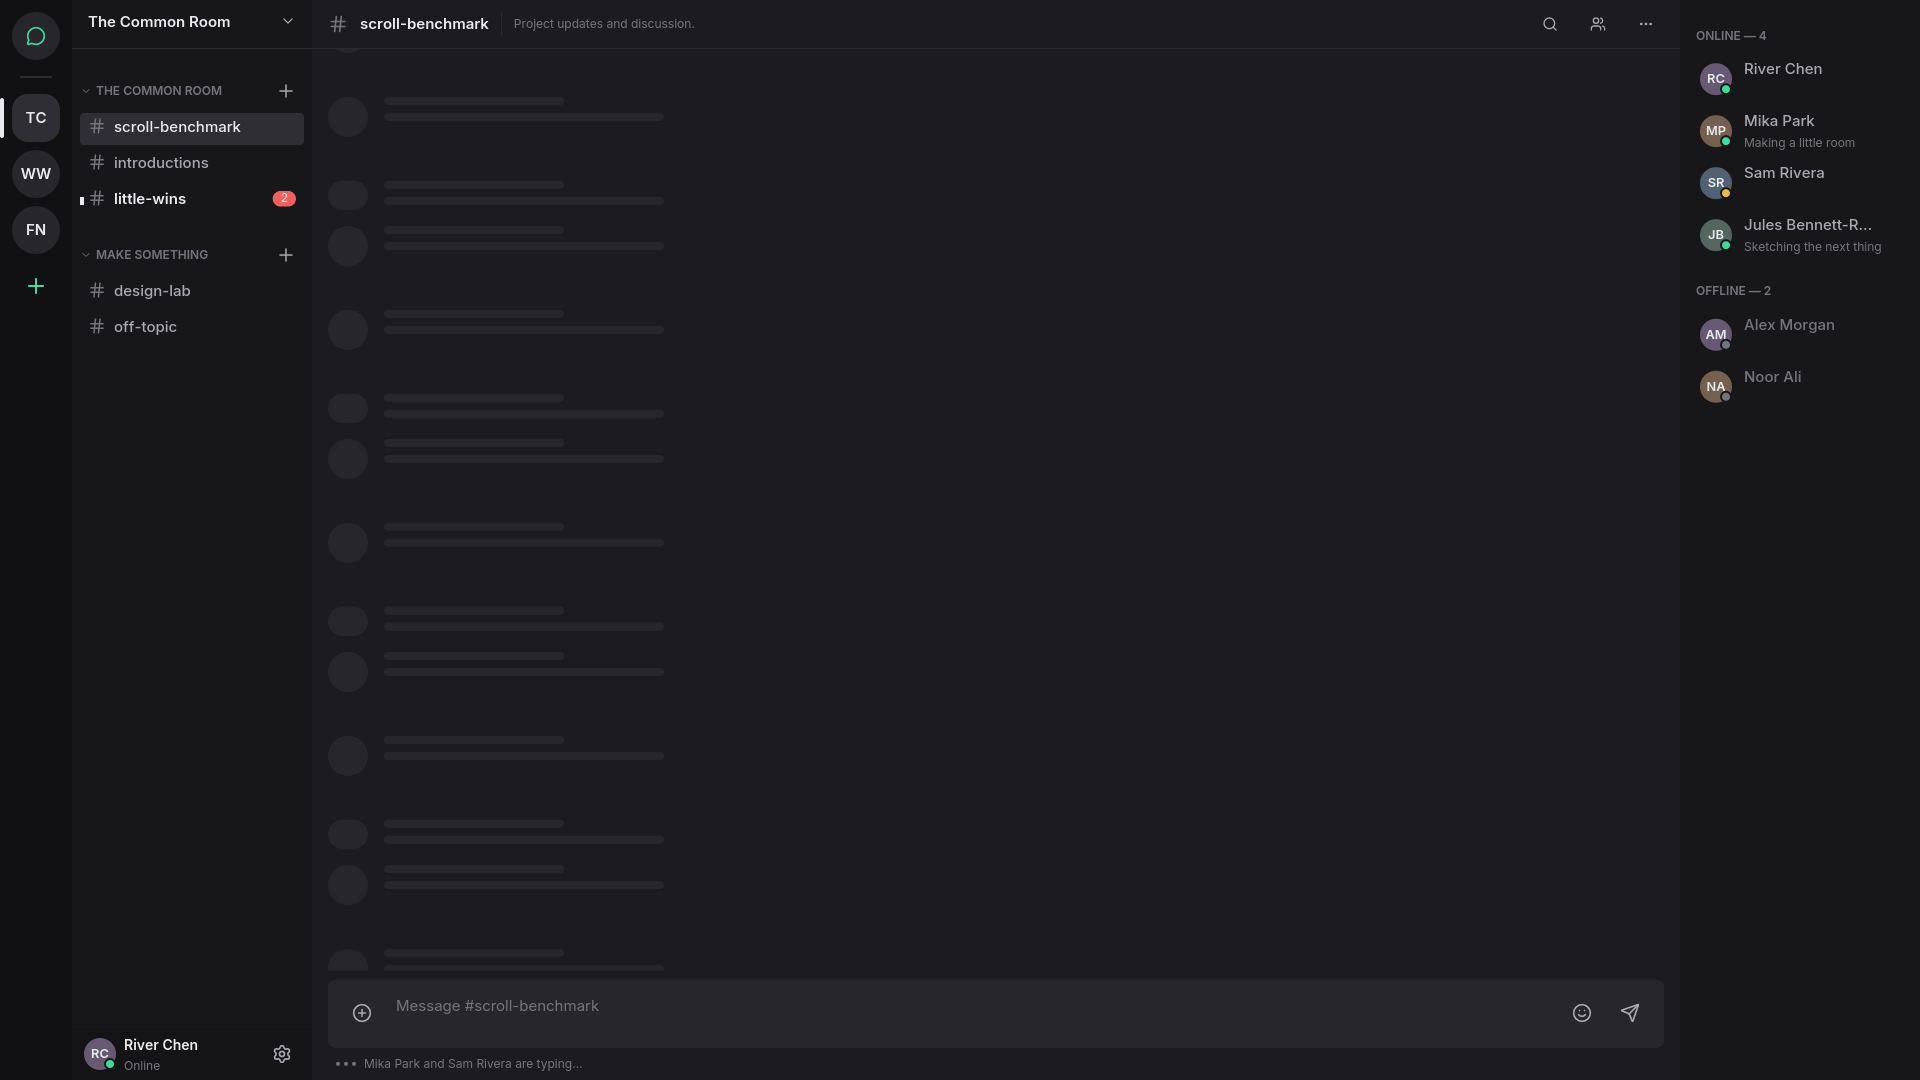 The Common Room
TC
WW
FN
THE COMMON ROOM
scroll-benchmark
introductions
little-wins
2
MAKE SOMETHING
design-lab
off-topic
RC
River Chen
Online
scroll-benchmark
Project updates and discussion.
Message #scroll-benchmark
Mika Park and Sam Rivera are typing...
ONLINE — 4
RC
River Chen
MP
Mika Park
Making a little room
SR
Sam Rivera
JB
Jules Bennett-R...
Sketching the next thing
OFFLINE — 2
AM
Alex Morgan
NA
Noor Ali